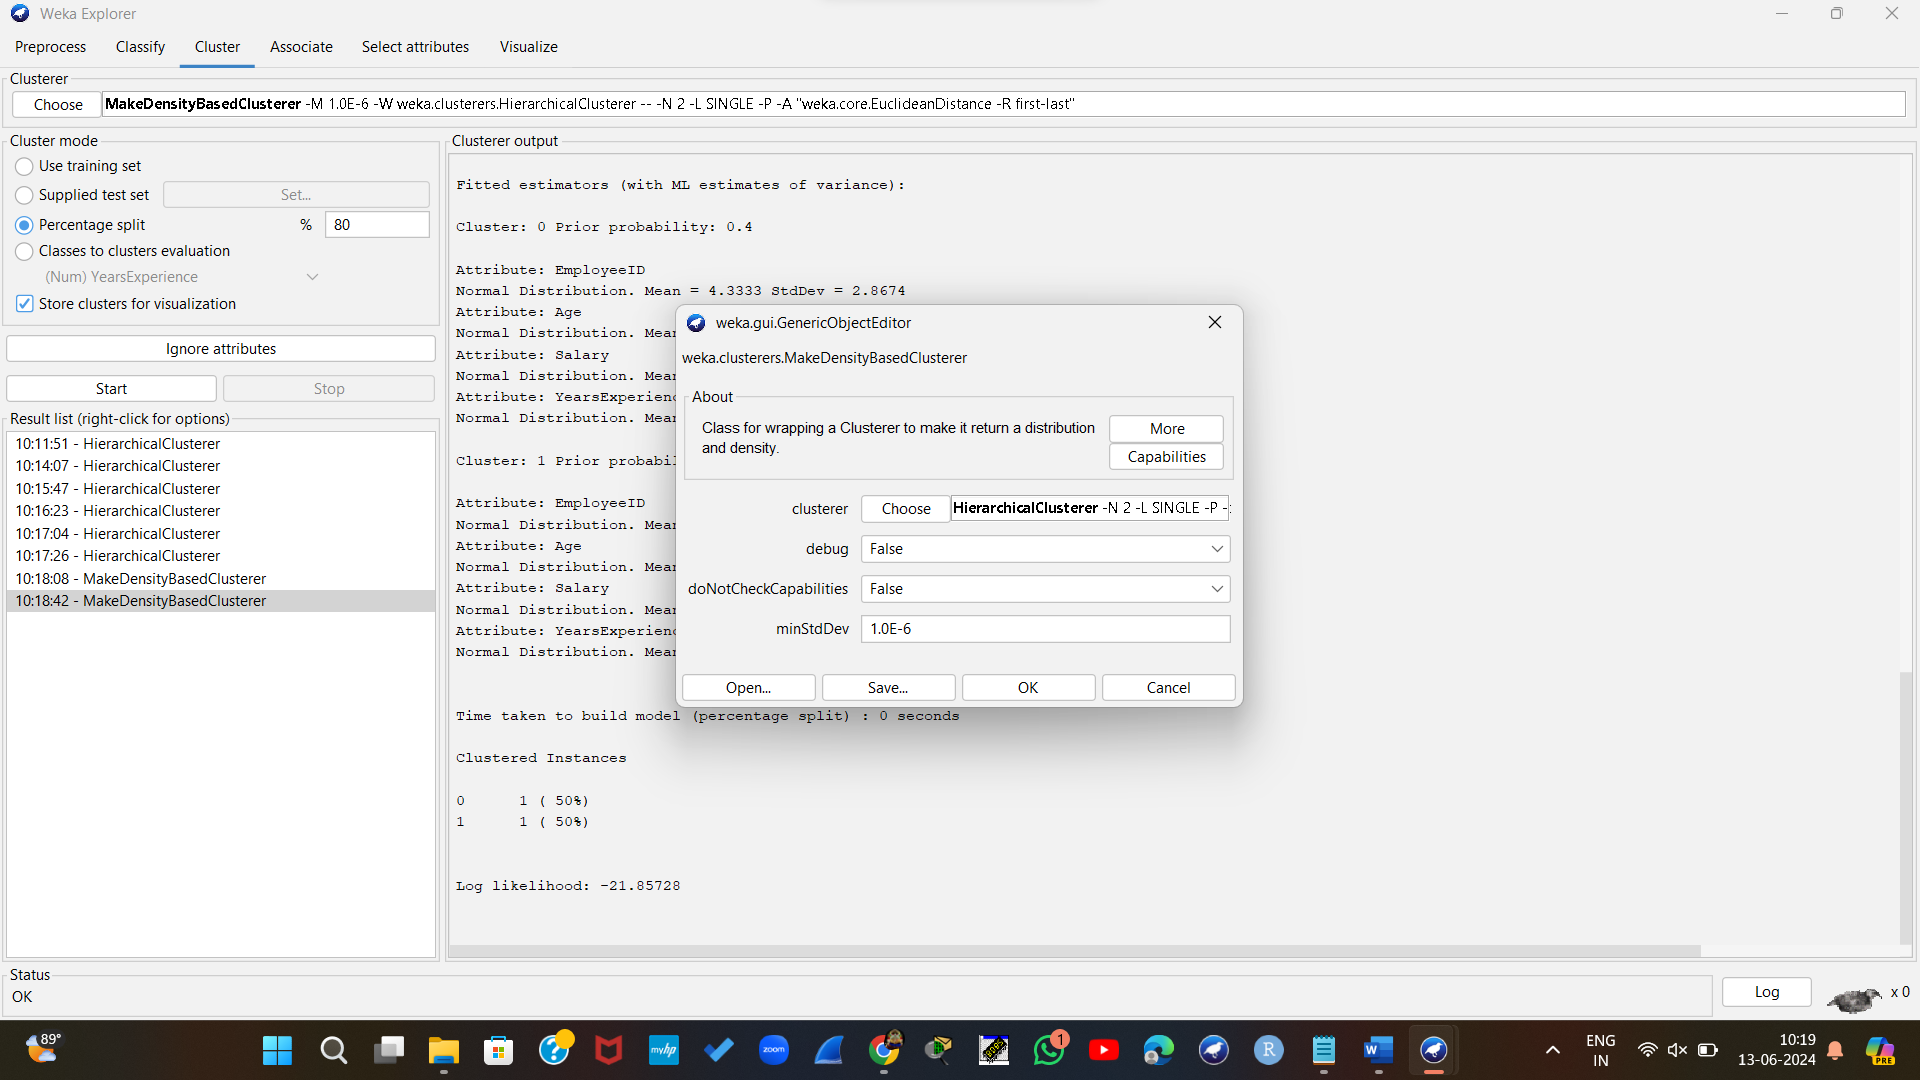 Weka Explorer
Preprocess Classify Cluster Associate Select attributes Visualize
Clusterer
Choose MakeDensityBasedClusterer -M 1.0E-6 -W weka.clusterers.HierarchicalClusterer -- -N 2 -L SINGLE -P -A "weka.core.EuclideanDistance -R first-last"
Cluster mode
Use training set
Supplied test set Set...
Percentage split % 80
Classes to clusters evaluation
(Num) YearsExperience
Store clusters for visualization
Ignore attributes
Start Stop
Result list (right-click for options)
10:11:51 - HierarchicalClusterer
10:14:07 - HierarchicalClusterer
10:15:47 - HierarchicalClusterer
10:16:23 - HierarchicalClusterer
10:17:04 - HierarchicalClusterer
10:17:26 - HierarchicalClusterer
10:18:08 - MakeDensityBasedClusterer
10:18:42 - MakeDensityBasedClusterer
Clusterer output
Fitted estimators (with ML estimates of variance):
Cluster: 0 Prior probability: 0.4
Attribute: EmployeeID
Normal Distribution. Mean = 4.3333 StdDev = 2.8674
Attribute: Age
Normal Distribution. Mean
Attribute: Salary
Normal Distribution. Mean
Attribute: YearsExperienc
Normal Distribution. Mean
Cluster: 1 Prior probabil
Attribute: EmployeeID
Normal Distribution. Mean
Attribute: Age
Normal Distribution. Mean
Attribute: Salary
Normal Distribution. Mean
Attribute: YearsExperienc
Normal Distribution. Mean
Time taken to build model (percentage split) : 0 seconds
Clustered Instances
0 1 ( 50%)
1 1 ( 50%)
Log likelihood: -21.85728
weka.gui.GenericObjectEditor
weka.clusterers.MakeDensityBasedClusterer
About
Class for wrapping a Clusterer to make it return a distribution
and density.
More
Capabilities
clusterer Choose HierarchicalClusterer -N 2 -L SINGLE -P -
debug False
doNotCheckCapabilities False
minStdDev 1.0E-6
Open... Save... OK Cancel
Status
OK
Log x 0
89°
myhp
zoom
1
R
W
ENG
IN
10:19
13-06-2024
PRE